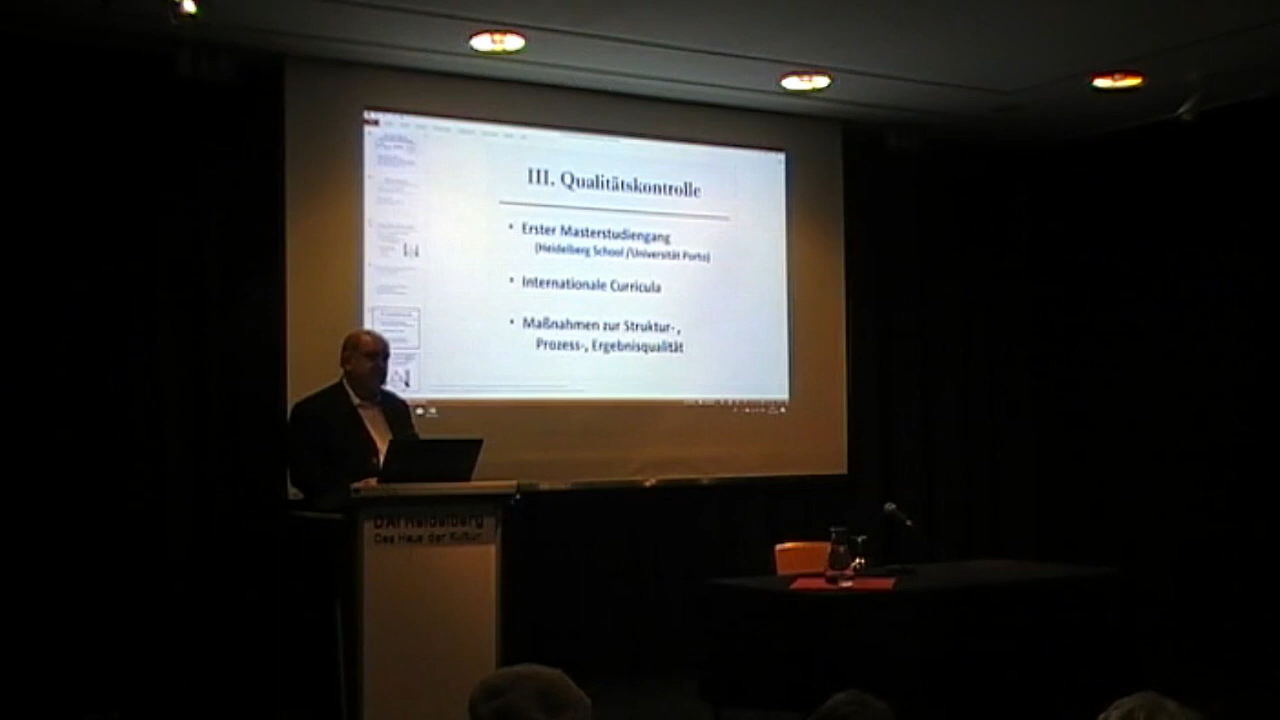 III. Qualitätskontrolle
• Erster Masterstudiengang
(Heidelberg School /Universität Porto)
• Internationale Curricula
• Maßnahmen zur Struktur-,
Prozess-, Ergebnisqualität
DAI Heidelberg
Das Haus der Kultur